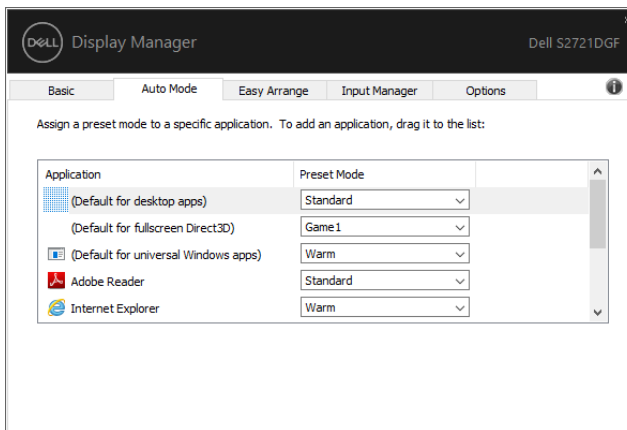 DELL Display Manager Dell S2721DGF
Basic Auto Mode Easy Arrange Input Manager Options
Assign a preset mode to a specific application. To add an application, drag it to the list:
Application Preset Mode
(Default for desktop apps) Standard
(Default for fullscreen Direct3D) Game1
(Default for universal Windows apps) Warm
Adobe Reader Standard
Internet Explorer Warm